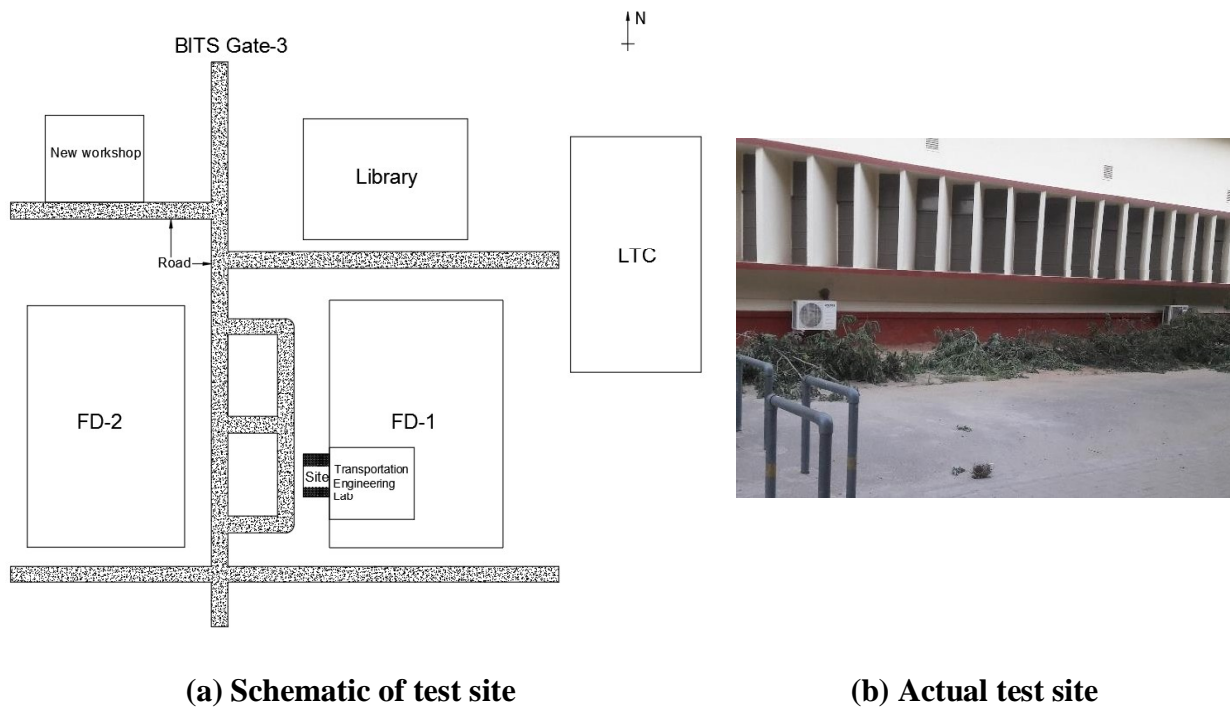 N
BITS Gate-3
New workshop
Library
LTC
Road
FD-2
FD-1
Site
Transportation
Engineering
Lab
(a) Schematic of test site
(b) Actual test site